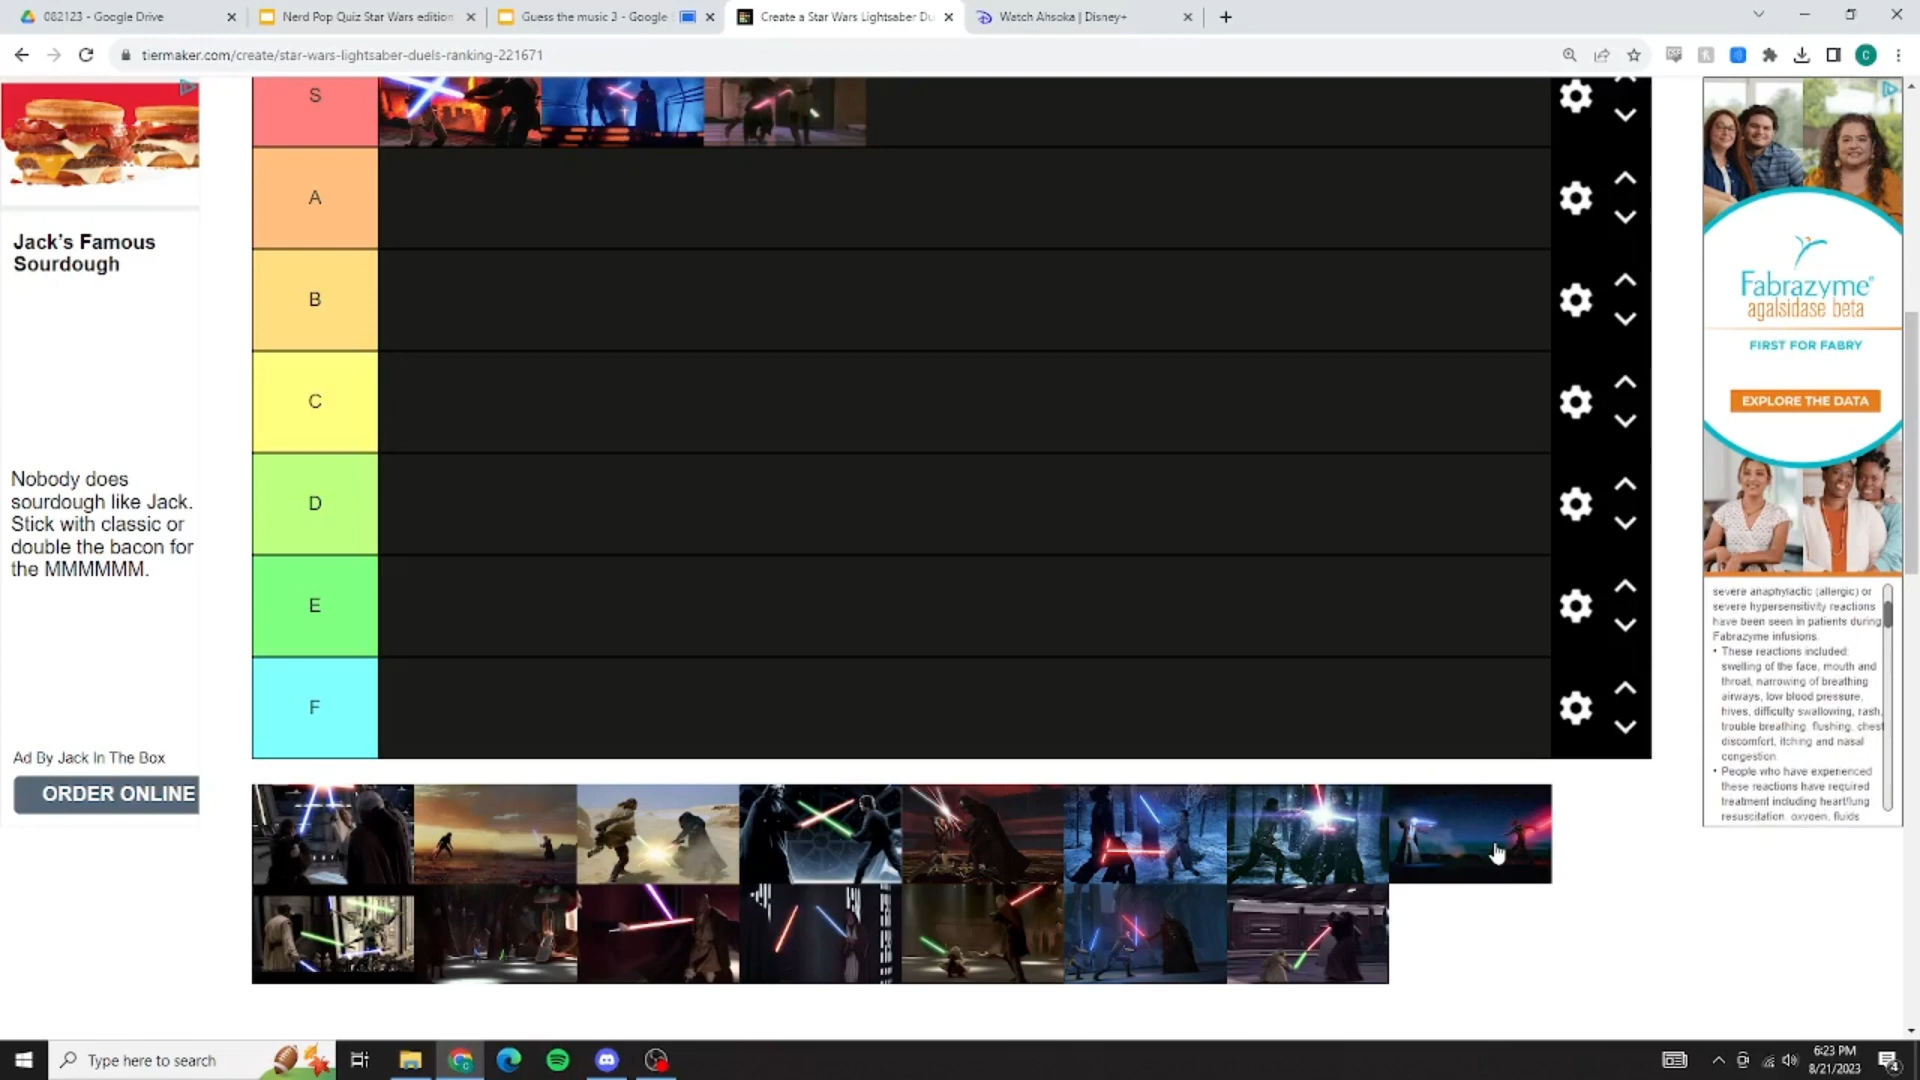 082123 - Google Drive
Nerd Pop Quiz Star Wars edition
Guess the music 3 - Google
Create a Star Wars Lightsaber Du
Watch Ahsoka | Disney+
tiermaker.com/create/star-wars-lightsaber-duels-ranking-221671
C
S
A
B
C
D
E
F
Jack's Famous
Sourdough
Nobody does
sourdough like Jack.
Stick with classic or
double the bacon for
the MMMMMM.
Ad By Jack In The Box
ORDER ONLINE
Fabrazyme®
agalsidase beta
FIRST FOR FABRY
EXPLORE THE DATA
severe anaphylactic (allergic) or
severe hypersensitivity reactions
have been seen in patients during
Fabrazyme infusions.
• These reactions included:
swelling of the face, mouth and
throat, narrowing of breathing
airways, low blood pressure,
hives, difficulty swallowing, rash,
trouble breathing, flushing, chest
discomfort, itching and nasal
congestion.
• People who have experienced
these reactions have required
treatment including heart/lung
resuscitation, oxygen, fluids
Type here to search
6:23 PM
8/21/2023
4